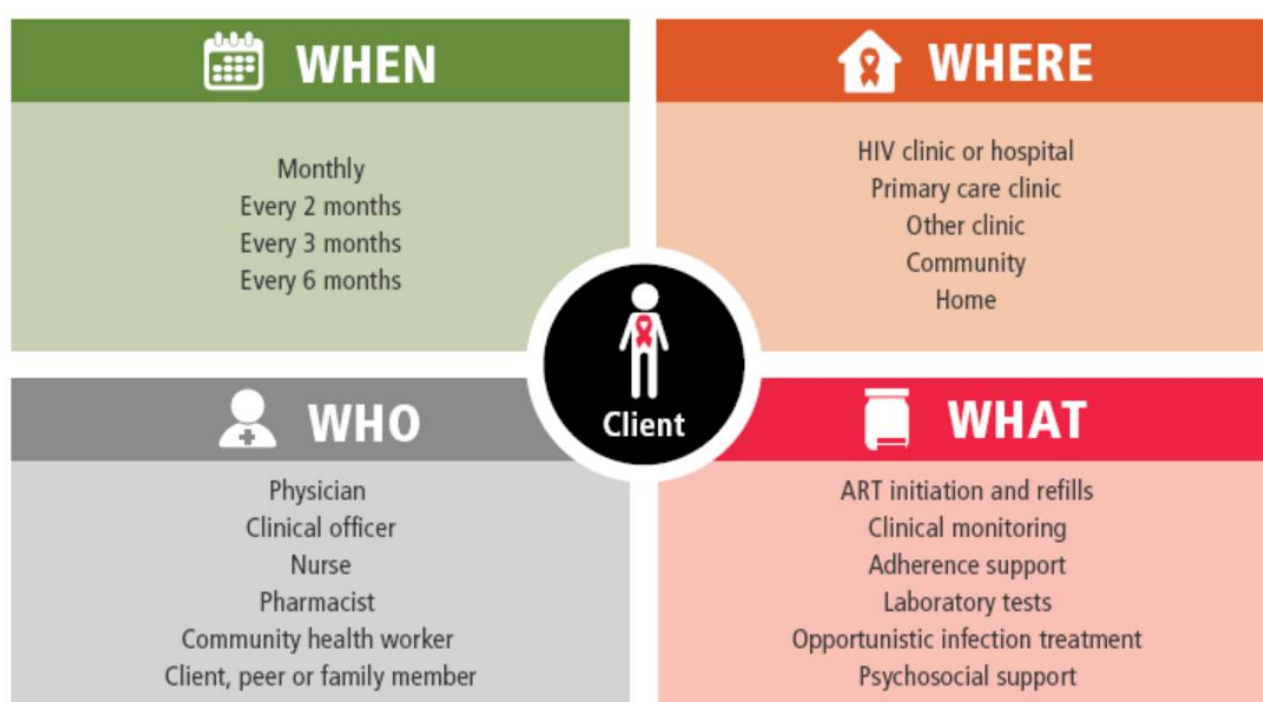 WHEN
Monthly
Every 2 months
Every 3 months
Every 6 months
WHERE
HIV clinic or hospital
Primary care clinic
Other clinic
Community
Home
Client
WHO
Physician
Clinical officer
Nurse
Pharmacist
Community health worker
Client, peer or family member
WHAT
ART initiation and refills
Clinical monitoring
Adherence support
Laboratory tests
Opportunistic infection treatment
Psychosocial support